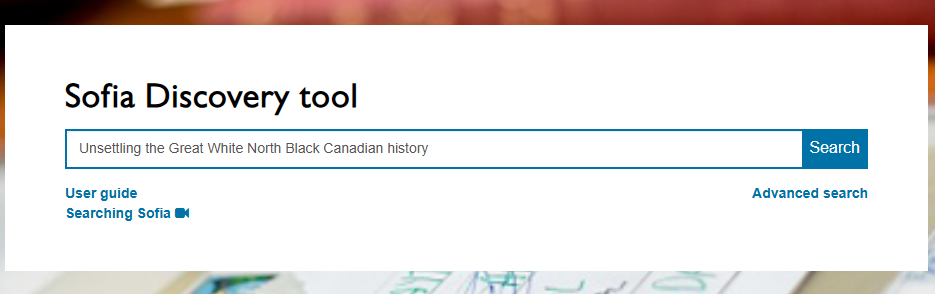 Sofia Discovery tool
Unsettling the Great White North Black Canadian history Search
User guide Advanced search
Searching Sofia